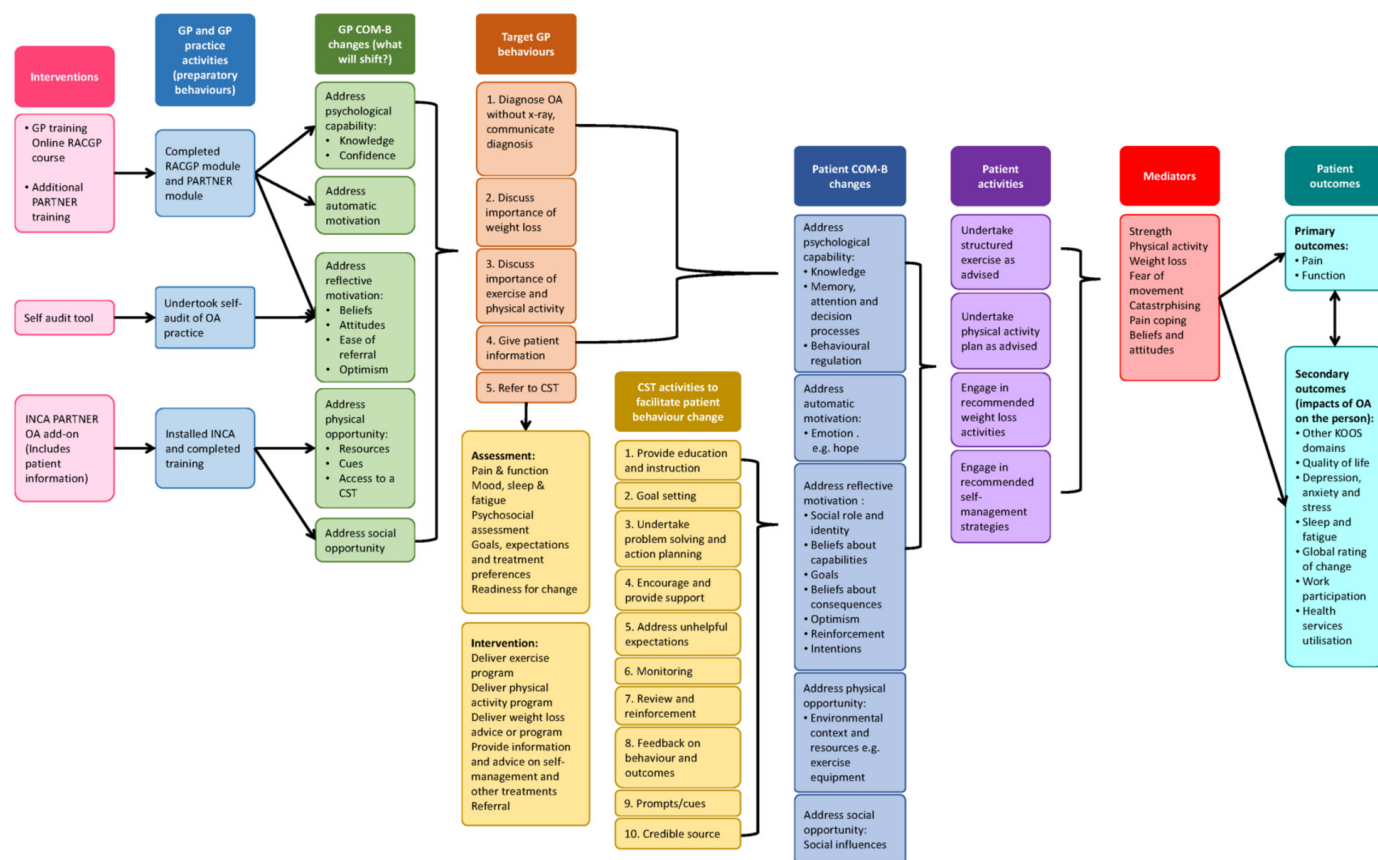 Interventions
• GP training
Online RACGP
course
• Additional
PARTNER
training
Self audit tool
INCA PARTNER
OA add-on
(Includes
patient
information)
GP and GP
practice
activities
(preparatory
behaviours)
Completed
RACGP module
and PARTNER
module
Undertook self-
audit of OA
practice
Installed INCA
and completed
training
GP COM-B
changes (what
will shift?)
Address
psychological
capability:
• Knowledge
• Confidence
Address
automatic
motivation
Address
reflective
motivation:
• Beliefs
• Attitudes
• Ease of
referral
• Optimism
Address
physical
opportunity:
• Resources
• Cues
• Access to a
CST
Address social
opportunity
Target GP
behaviours
1. Diagnose OA
without x-ray,
communicate
diagnosis
2. Discuss
importance of
weight loss
3. Discuss
importance of
exercise and
physical activity
4. Give patient
information
5. Refer to CST
Assessment:
Pain & function
Mood, sleep &
fatigue
Psychosocial
assessment
Goals, expectations
and treatment
preferences
Readiness for change
Intervention:
Deliver exercise
program
Deliver physical
activity program
Deliver weight loss
advice or program
Provide information
and advice on self-
management and
other treatments
Referral
CST activities to
facilitate patient
behaviour change
1. Provide education
and instruction
2. Goal setting
3. Undertake
problem solving and
action planning
4. Encourage and
provide support
5. Address unhelpful
expectations
6. Monitoring
7. Review and
reinforcement
8. Feedback on
behaviour and
outcomes
9. Prompts/cues
10. Credible source
Patient COM-B
changes
Address
psychological
capability:
• Knowledge
• Memory,
attention and
decision
processes
• Behavioural
regulation
Address
automatic
motivation:
• Emotion .
e.g. hope
Address reflective
motivation :
• Social role and
identity
• Beliefs about
capabilities
• Goals
• Beliefs about
consequences
• Optimism
• Reinforcement
• Intentions
Address physical
opportunity:
• Environmental
context and
resources e.g.
exercise
equipment
Address social
opportunity:
Social influences
Patient
activities
Undertake
structured
exercise as
advised
Undertake
physical activity
plan as advised
Engage in
recommended
weight loss
activities
Engage in
recommended
self-
management
strategies
Mediators
Strength
Physical activity
Weight loss
Fear of
movement
Catastrphising
Pain coping
Beliefs and
attitudes
Patient
outcomes
Primary
outcomes:
• Pain
• Function
Secondary
outcomes
(impacts of OA
on the person):
• Other KOOS
domains
• Quality of life
• Depression,
anxiety and
stress
• Sleep and
fatigue
• Global rating
of change
• Work
participation
• Health
services
utilisation